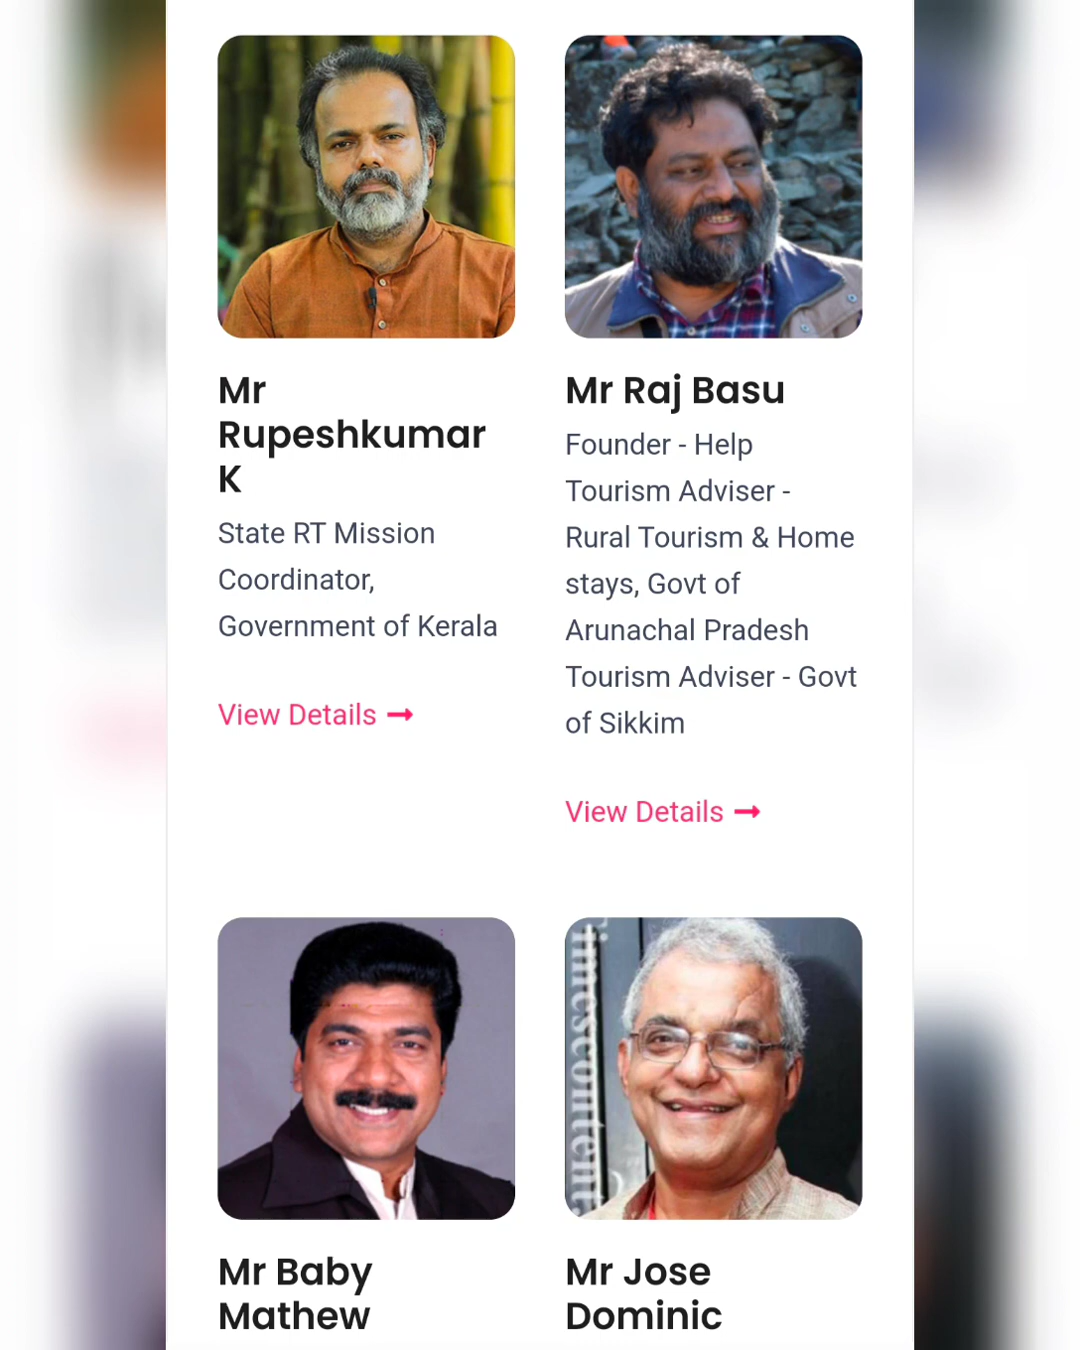 Mr
Rupeshkumar
K
State RT Mission
Coordinator,
Government of Kerala
View Details
Mr Raj Basu
Founder - Help
Tourism Adviser -
Rural Tourism & Home
stays, Govt of
Arunachal Pradesh
Tourism Adviser - Govt
of Sikkim
View Details
Timescontent
Mr Baby
Mathew
Mr Jose
Dominic